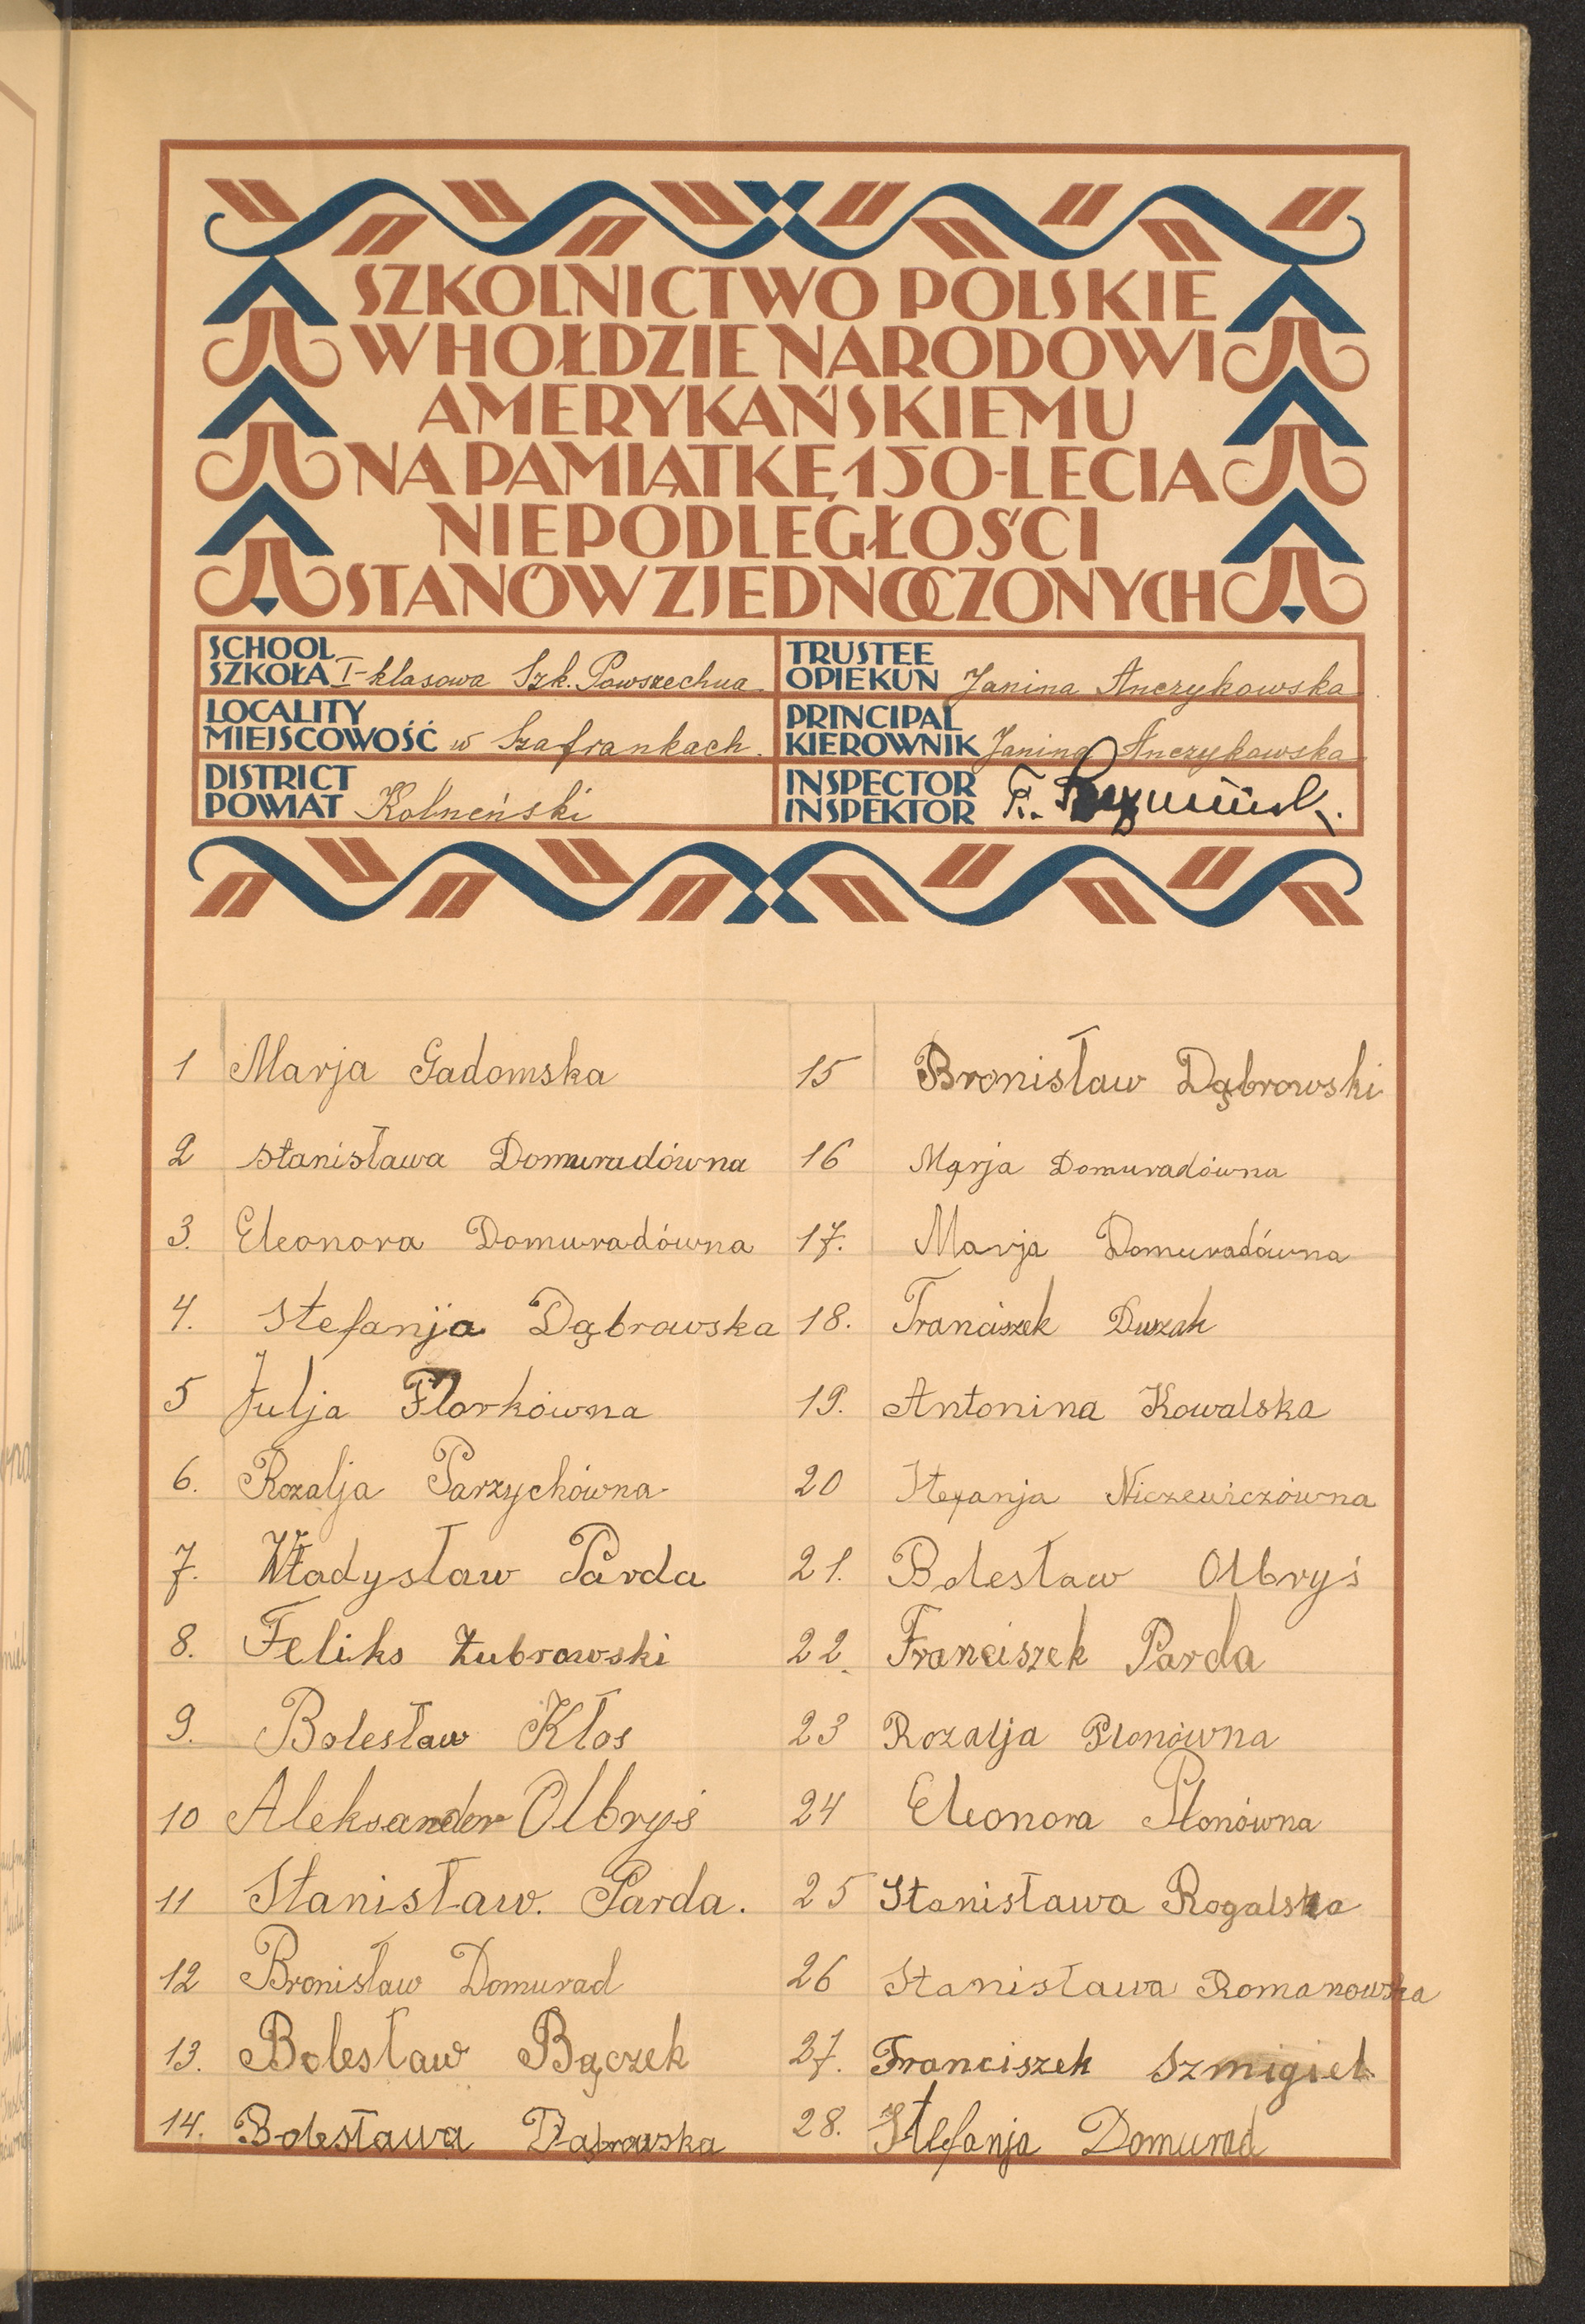 SZKOLNICTWO POLSKIE
W HOŁDZIE NARODOWI
AMERYKAŃSKIEMU
NA PAMIĄTKĘ 150-LECIA
NIEPODLEGŁOŚCI
STANÓW ZJEDNOCZONYCH
SCHOOL
SZKOŁA I-klasowa Szk. Powszechna
LOCALITY
MIEJSCOWOŚĆ w Szafrankach.
DISTRICT
POWIAT Kolneński
TRUSTEE
OPIEKUN Janina Anczykowska
PRINCIPAL
KIEROWNIK Janina Anczykowska
INSPECTOR
INSPEKTOR
1 Marja Gadomska
2 Stanisława Domuradówna
3. Eleonora Domuradówna
4. Stefanja Dąbrowska
5 Julja Florkówna
6. Rozalja Parzychówna
7. Władysław Parda
8. Feliks Żubrowski
9. Bolesław Kłos
10 Aleksander Olbryś
11 Stanisław. Parda.
12 Bronisław Domurad
13. Bolesław Bączek
14. Bolesława Dąbrowska
15 Bronisław Dąbrowski
16 Marja Domuradówna
17. Marja Domuradówna
18. Franciszek Duszak
19. Antonina Kowalska
20 Stefanja Niczewiczówna
21. Bolesław Olbryś
22. Franciszek Parda
23 Rozalja Płonówna
24 Eleonora Płonówna
25 Stanisława Rogalska
26 Stanisława Romanowska
27. Franciszek Szmigiel
28. Stefanja Domurad